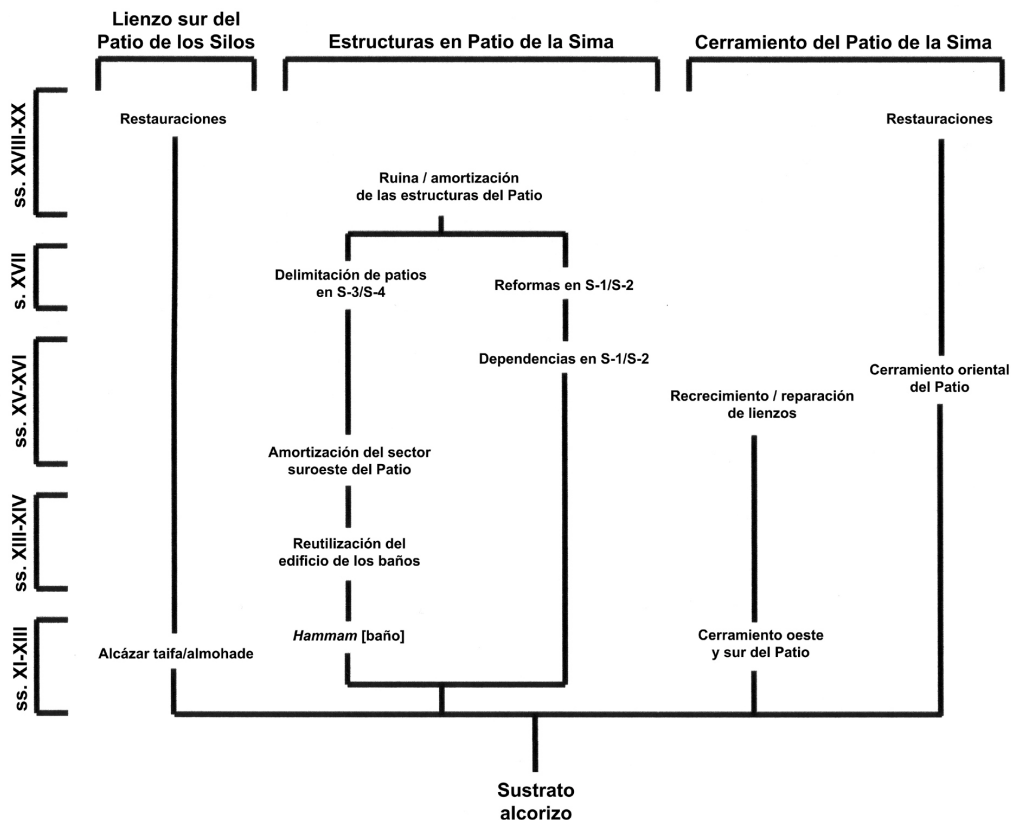 Lienzo sur del
Patio de los Silos
Estructuras en Patio de la Sima
Cerramiento del Patio de la Sima
ss. XVIII-XX
Restauraciones
Restauraciones
Ruina / amortización
de las estructuras del Patio
s. XVII
Delimitación de patios
en S-3/S-4
Reformas en S-1/S-2
ss. XV-XVI
Dependencias en S-1/S-2
Cerramiento oriental
del Patio
Recrecimiento / reparación
de lienzos
Amortización del sector
suroeste del Patio
ss. XIII-XIV
Reutilización del
edificio de los baños
ss. XI-XIII
Hammam [baño]
Cerramiento oeste
y sur del Patio
Alcázar taifa/almohade
Sustrato
alcorizo